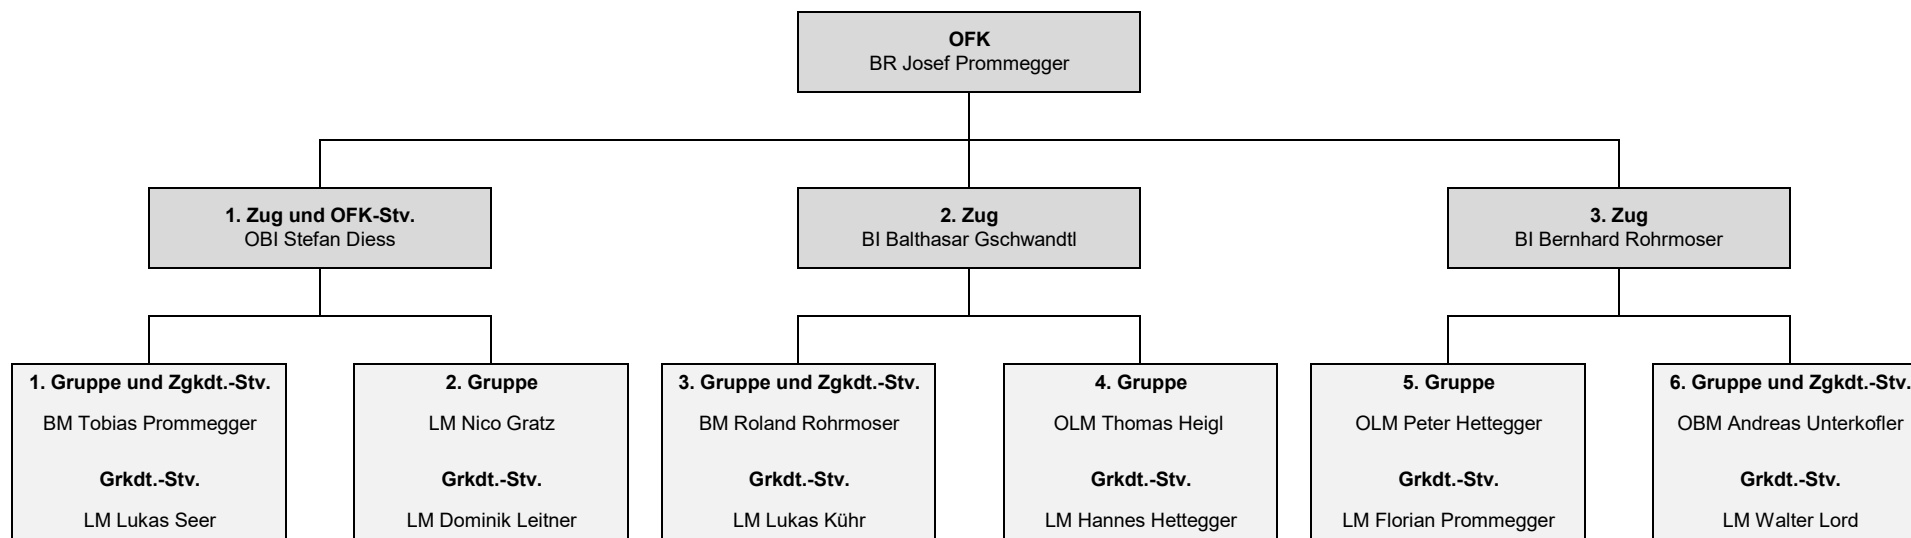 OFK
BR Josef Prommegger
1. Zug und OFK-Stv.
OBI Stefan Diess
2. Zug
BI Balthasar Gschwandtl
3. Zug
BI Bernhard Rohrmoser
1. Gruppe und Zgkdt.-Stv.
BM Tobias Prommegger
Grkdt.-Stv.
LM Lukas Seer
2. Gruppe
LM Nico Gratz
Grkdt.-Stv.
LM Dominik Leitner
3. Gruppe und Zgkdt.-Stv.
BM Roland Rohrmoser
Grkdt.-Stv.
LM Lukas Kühr
4. Gruppe
OLM Thomas Heigl
Grkdt.-Stv.
LM Hannes Hettegger
5. Gruppe
OLM Peter Hettegger
Grkdt.-Stv.
LM Florian Prommegger
6. Gruppe und Zgkdt.-Stv.
OBM Andreas Unterkofler
Grkdt.-Stv.
LM Walter Lord